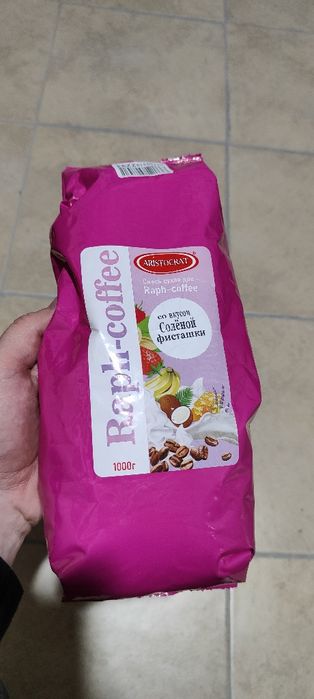 ARISTOCRAT
Смесь сухая для
Raph-coffee
со вкусом
Солёной
фисташки
Raph-coffee
1000г